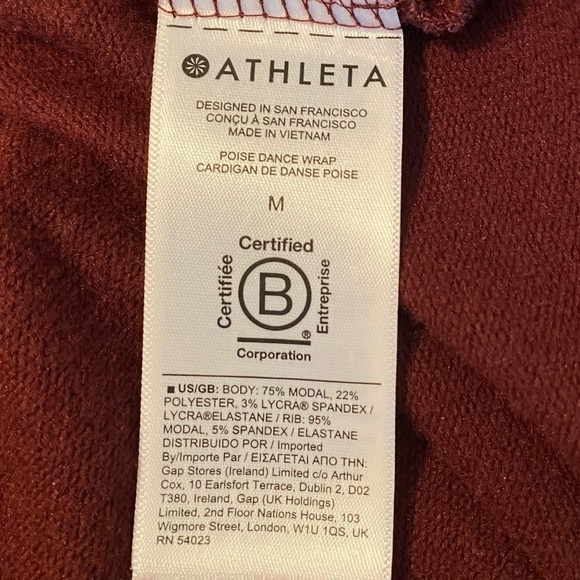 ATHLETA
DESIGNED IN SAN FRANCISCO
CONÇU À SAN FRANCISCO
MADE IN VIETNAM
POISE DANCE WRAP
CARDIGAN DE DANSE POISE
M
Certified
Certifiée
B
Entreprise
®
Corporation
■ US/GB: BODY: 75% MODAL, 22%
POLYESTER, 3% LYCRA® SPANDEX /
LYCRA®ELASTANE / RIB: 95%
MODAL, 5% SPANDEX / ELASTANE
DISTRIBUTED POR / Imported
By/Importe Par / ΕΙΣΑΓΕΤΑΙ ΑΠΟ ΤΗΝ:
Gap Stores (Ireland) Limited c/o Arthur
Cox, 10 Earlsfort Terrace, Dublin 2, D02
T380, Ireland, Gap (UK Holdings)
Limited, 2nd Floor Nations House, 103
Wigmore Street, London, W1U 1QS, UK
RN 54023